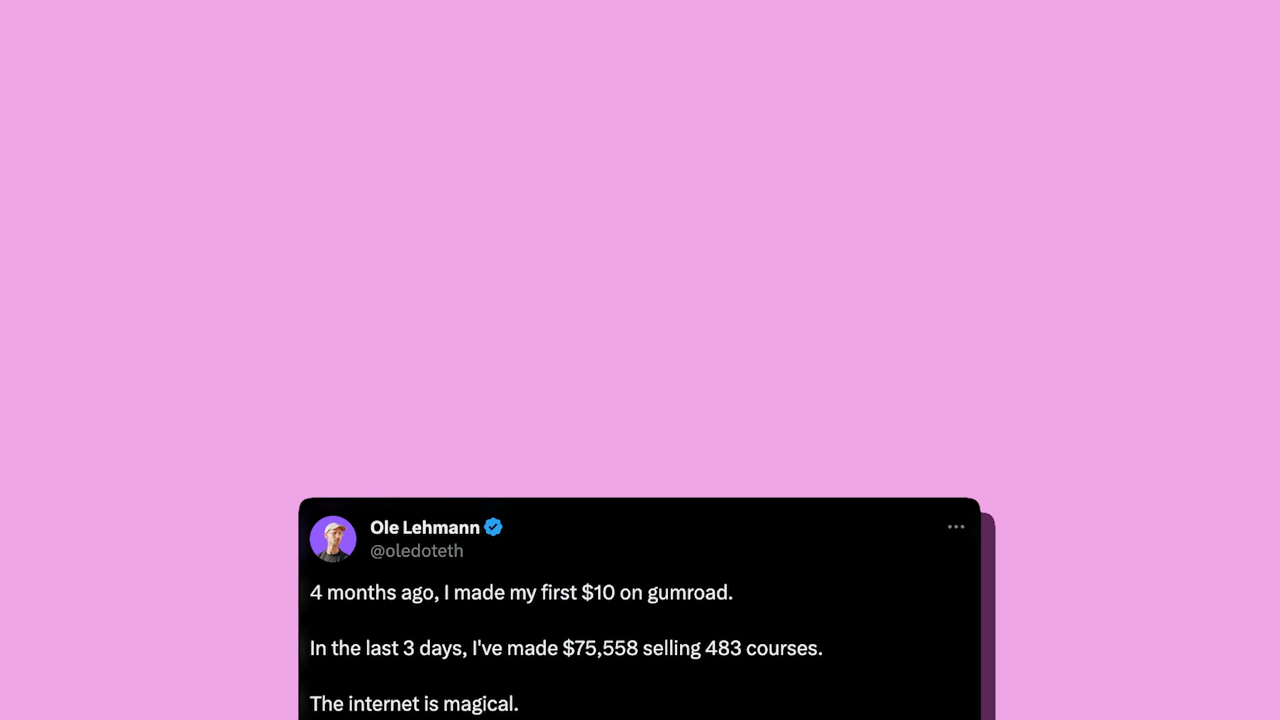 Ole Lehmann
@oledoteth
4 months ago, I made my first $10 on gumroad.
In the last 3 days, I've made $75,558 selling 483 courses.
The internet is magical.